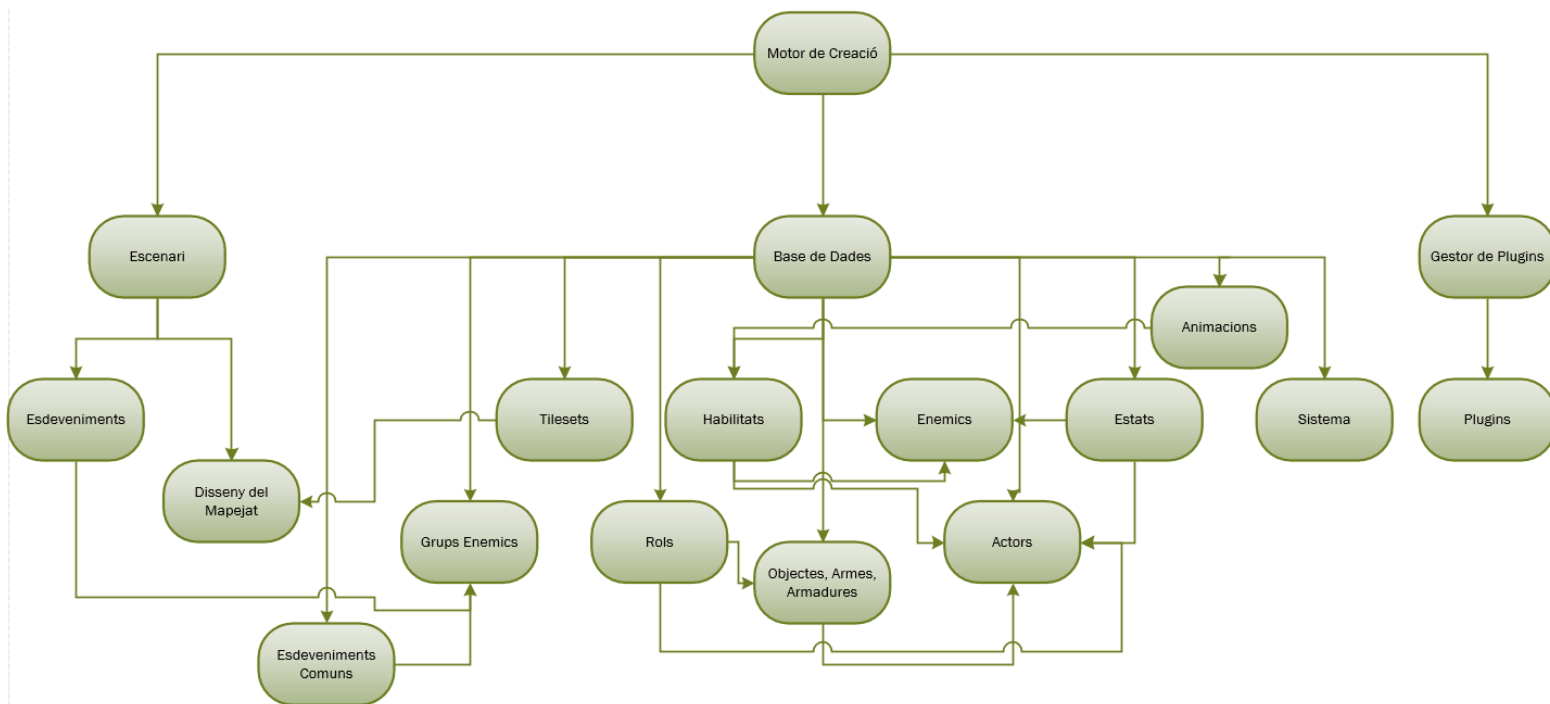 Motor de Creació
Escenari
Base de Dades
Gestor de Plugins
Animacions
Esdeveniments
Tilesets
Habilitats
Enemics
Estats
Sistema
Plugins
Disseny del
Mapejat
Grups Enemics
Rols
Actors
Objectes, Armes,
Armadures
Esdeveniments
Comuns